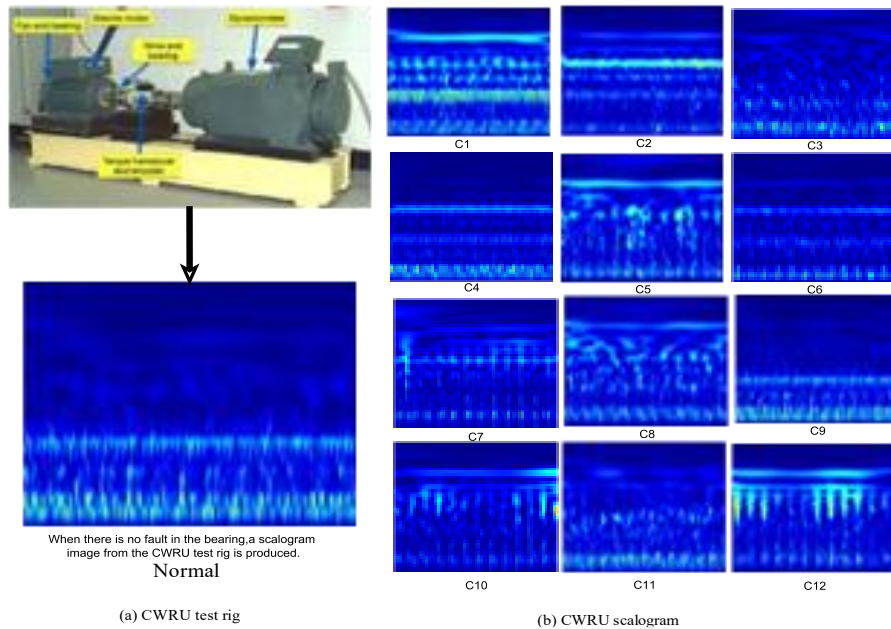 Fan end bearing
Electric motor
Drive end
bearing
Dynamometer
Torque transducer
and encoder
When there is no fault in the bearing,a scalogram
image from the CWRU test rig is produced.
Normal
(a) CWRU test rig
C1
C2
C3
C4
C5
C6
C7
C8
C9
C10
C11
C12
(b) CWRU scalogram